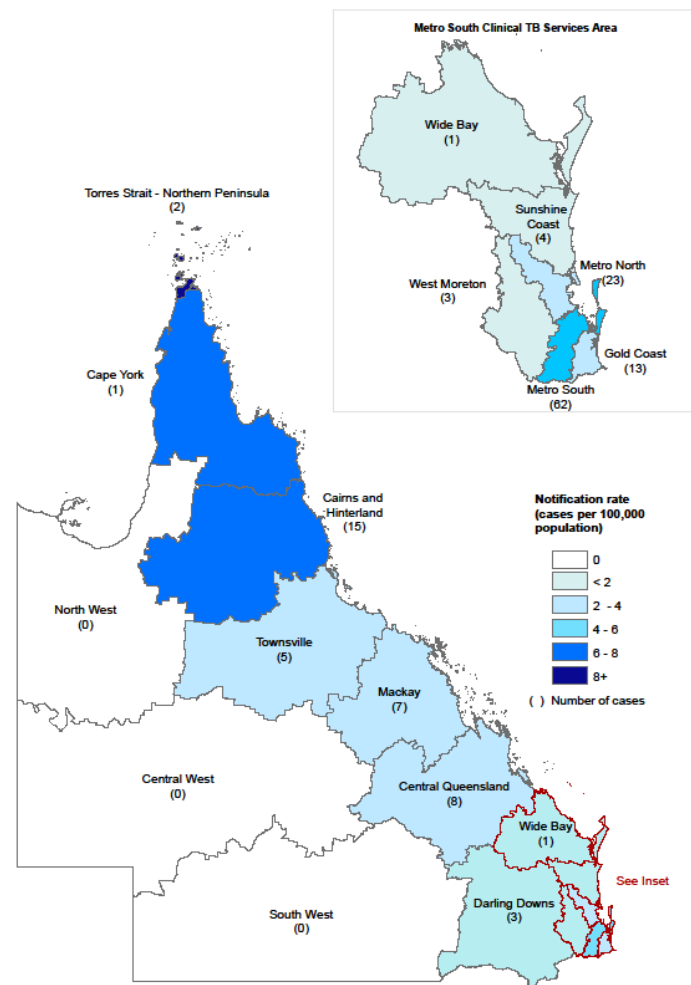 Metro South Clinical TB Services Area
Wide Bay
(1)
Sunshine
Coast
(4)
Metro North
(23)
West Moreton
(3)
Gold Coast
(13)
Metro South
(62)
Torres Strait - Northern Peninsula
(2)
Cape York
(1)
Cairns and
Hinterland
(15)
North West
(0)
Townsville
(5)
Mackay
(7)
Central West
(0)
Central Queensland
(8)
Wide Bay
(1)
See Inset
Darling Downs
(3)
South West
(0)
Notification rate
(cases per 100,000
population)
0
< 2
2 - 4
4 - 6
6 - 8
8+
( ) Number of cases